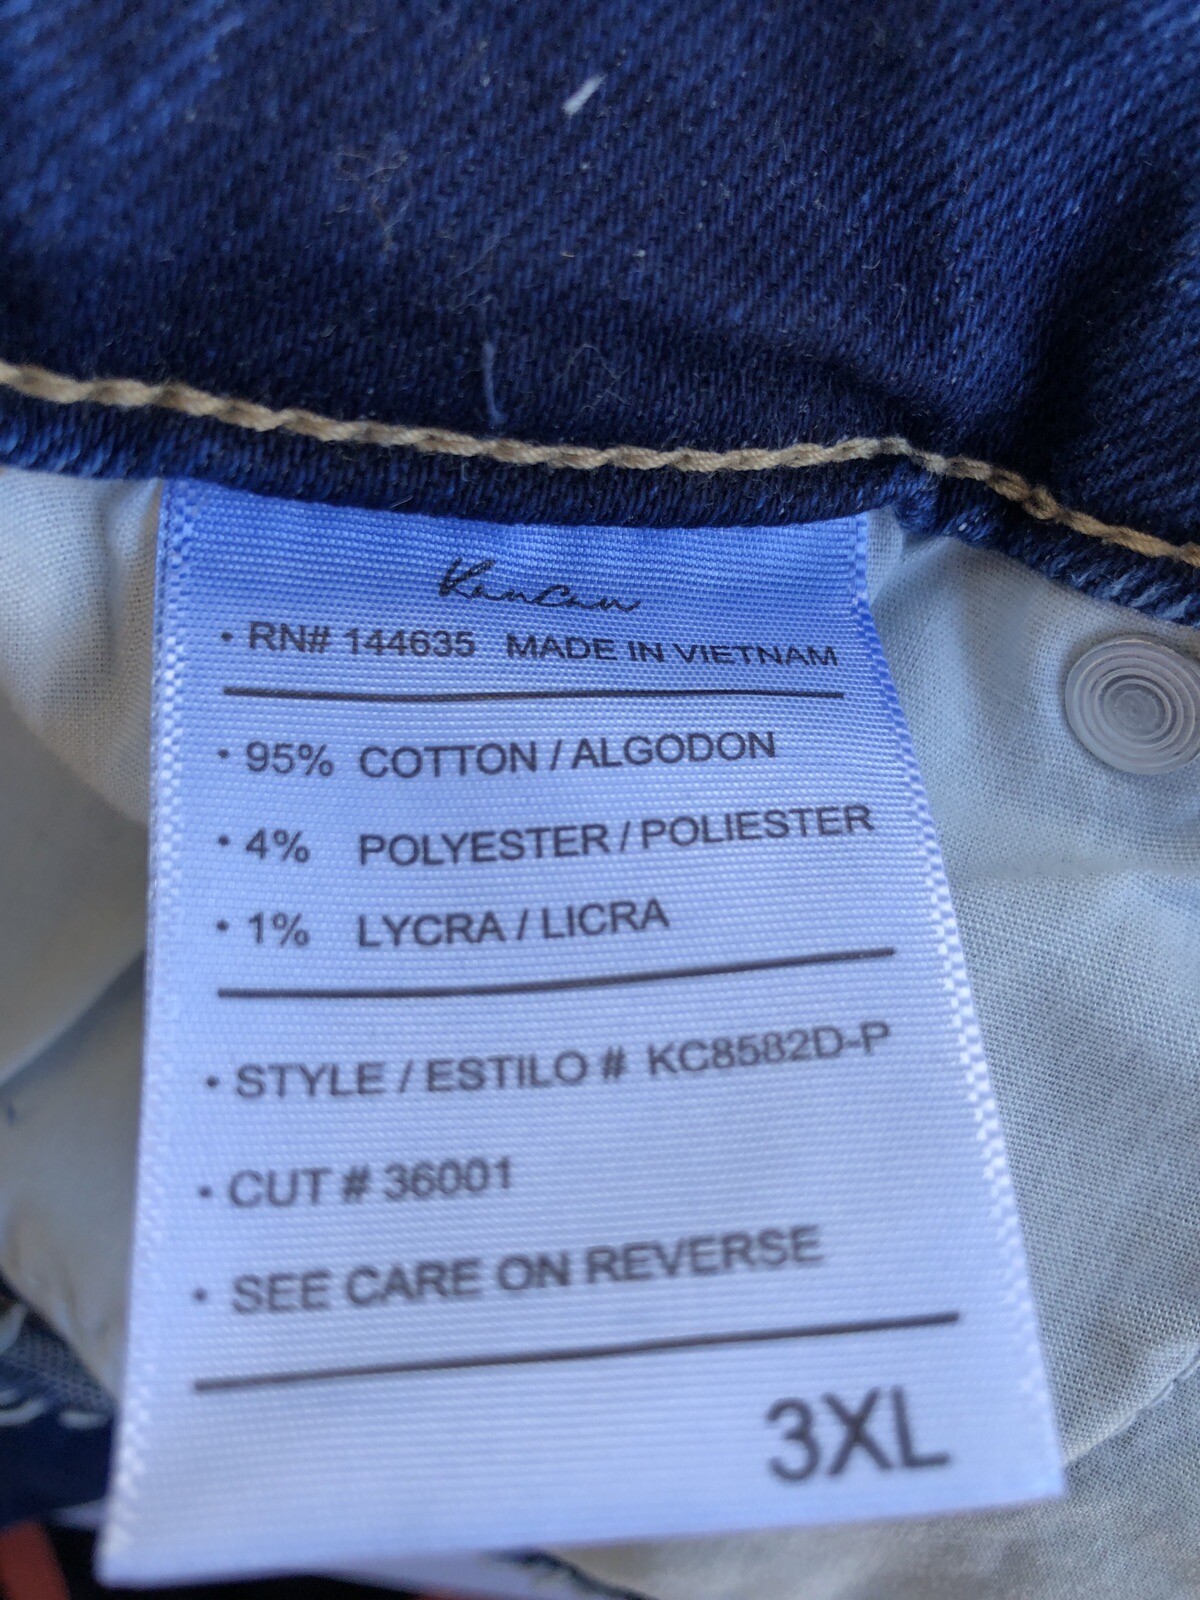 KanCan
• RN# 144635 MADE IN VIETNAM
• 95% COTTON / ALGODON
• 4% POLYESTER / POLIESTER
• 1% LYCRA / LICRA
• STYLE / ESTILO # KC8582D-P
• CUT # 36001
• SEE CARE ON REVERSE
3XL